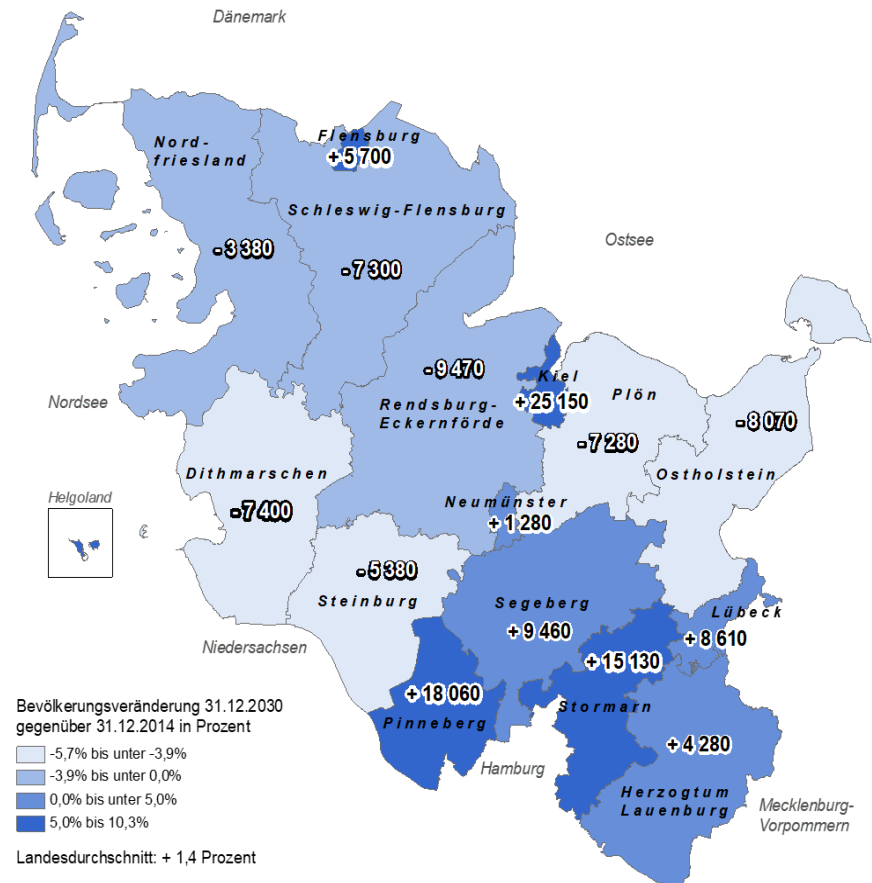 Dänemark
Flensburg
+ 5 700
Nord-
friesland
Schleswig-Flensburg
- 3 380
- 7 300
Ostsee
- 9 470
Kiel
+ 25 150
Rendsburg-
Eckernförde
Plön
- 7 280
- 8 070
Ostholstein
Nordsee
Dithmarschen
- 7 400
Helgoland
Neumünster
+ 1 280
- 5 380
Steinburg
Segeberg
+ 9 460
Lübeck
+ 8 610
Niedersachsen
+ 15 130
Stormarn
+ 18 060
Pinneberg
Hamburg
+ 4 280
Herzogtum
Lauenburg
Mecklenburg-
Vorpommern
Bevölkerungsveränderung 31.12.2030
gegenüber 31.12.2014 in Prozent
-5,7% bis unter -3,9%
-3,9% bis unter 0,0%
0,0% bis unter 5,0%
5,0% bis 10,3%
Landesdurchschnitt: + 1,4 Prozent